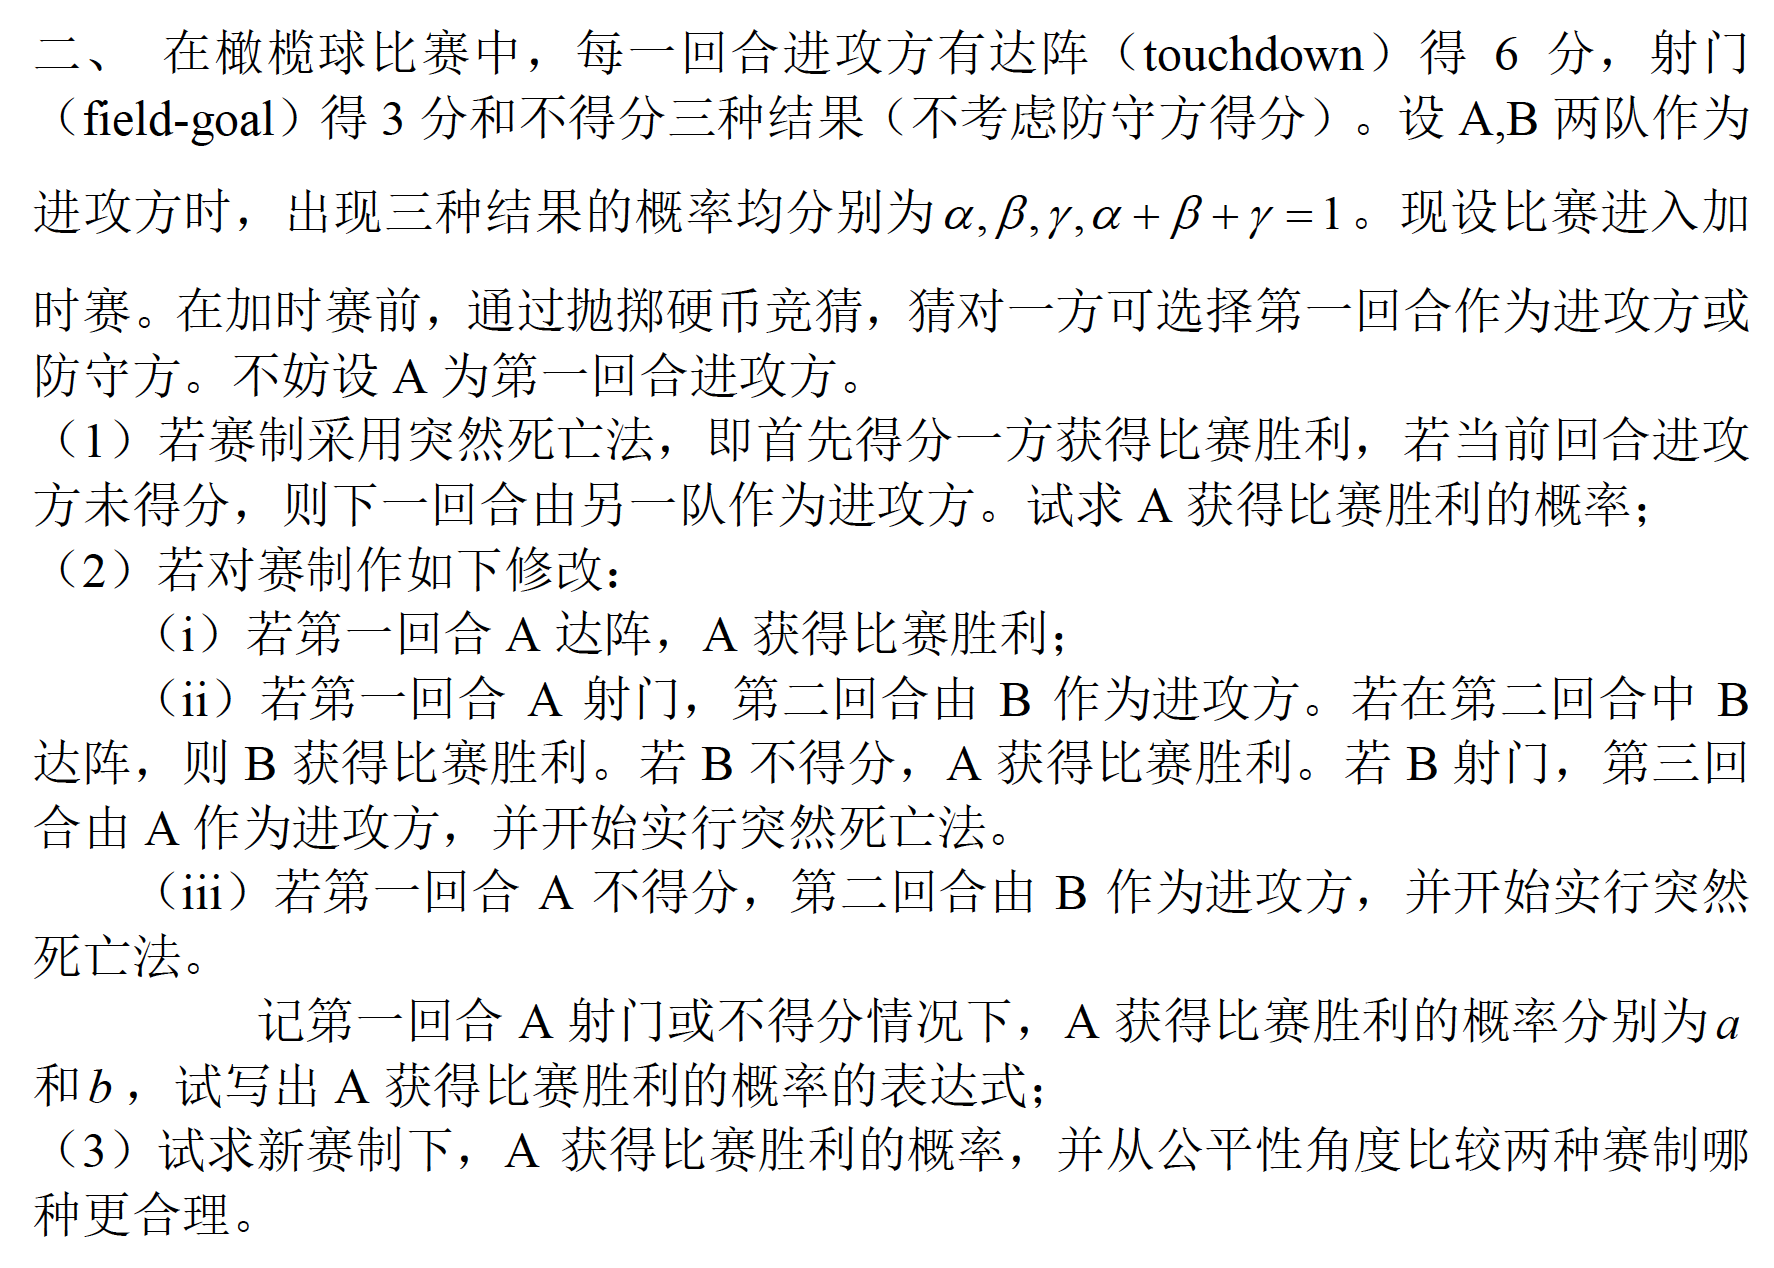 二、 在橄榄球比赛中，每一回合进攻方有达阵（touchdown）得 6 分，射门
（field-goal）得 3 分和不得分三种结果（不考虑防守方得分）。设 A,B 两队作为
进攻方时，出现三种结果的概率均分别为 α, β, γ, α + β + γ = 1。现设比赛进入加
时赛。在加时赛前，通过抛掷硬币竞猜，猜对一方可选择第一回合作为进攻方或
防守方。不妨设 A 为第一回合进攻方。
（1）若赛制采用突然死亡法，即首先得分一方获得比赛胜利，若当前回合进攻
方未得分，则下一回合由另一队作为进攻方。试求 A 获得比赛胜利的概率；
（2）若对赛制作如下修改：
（i）若第一回合 A 达阵，A 获得比赛胜利；
（ii）若第一回合 A 射门，第二回合由 B 作为进攻方。若在第二回合中 B
达阵，则 B 获得比赛胜利。若 B 不得分，A 获得比赛胜利。若 B 射门，第三回
合由 A 作为进攻方，并开始实行突然死亡法。
（iii）若第一回合 A 不得分，第二回合由 B 作为进攻方，并开始实行突然
死亡法。
记第一回合 A 射门或不得分情况下，A 获得比赛胜利的概率分别为 a
和 b，试写出 A 获得比赛胜利的概率的表达式；
（3）试求新赛制下，A 获得比赛胜利的概率，并从公平性角度比较两种赛制哪
种更合理。